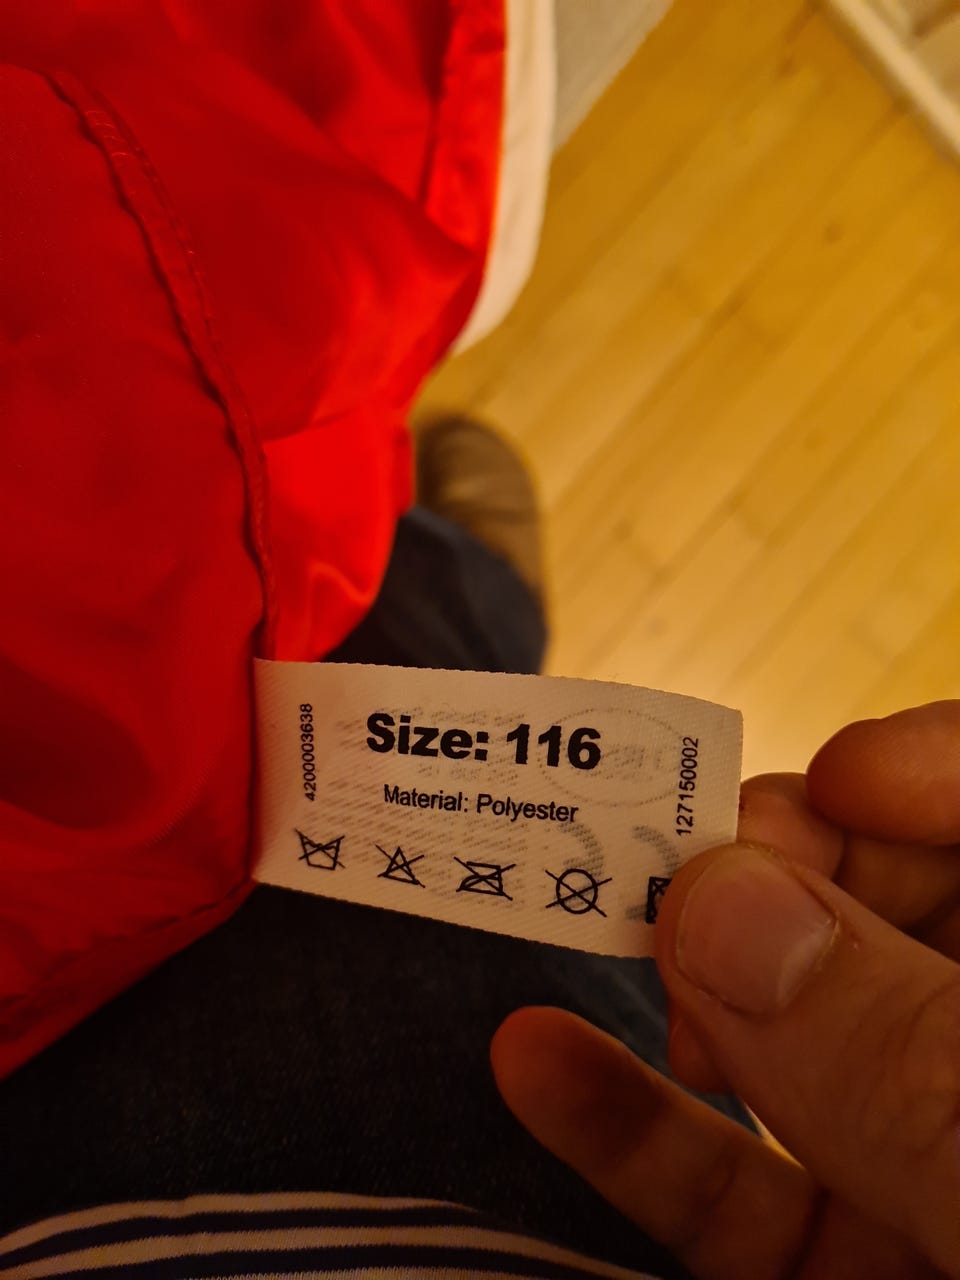 4200003638
Size: 116
Material: Polyester
127150002